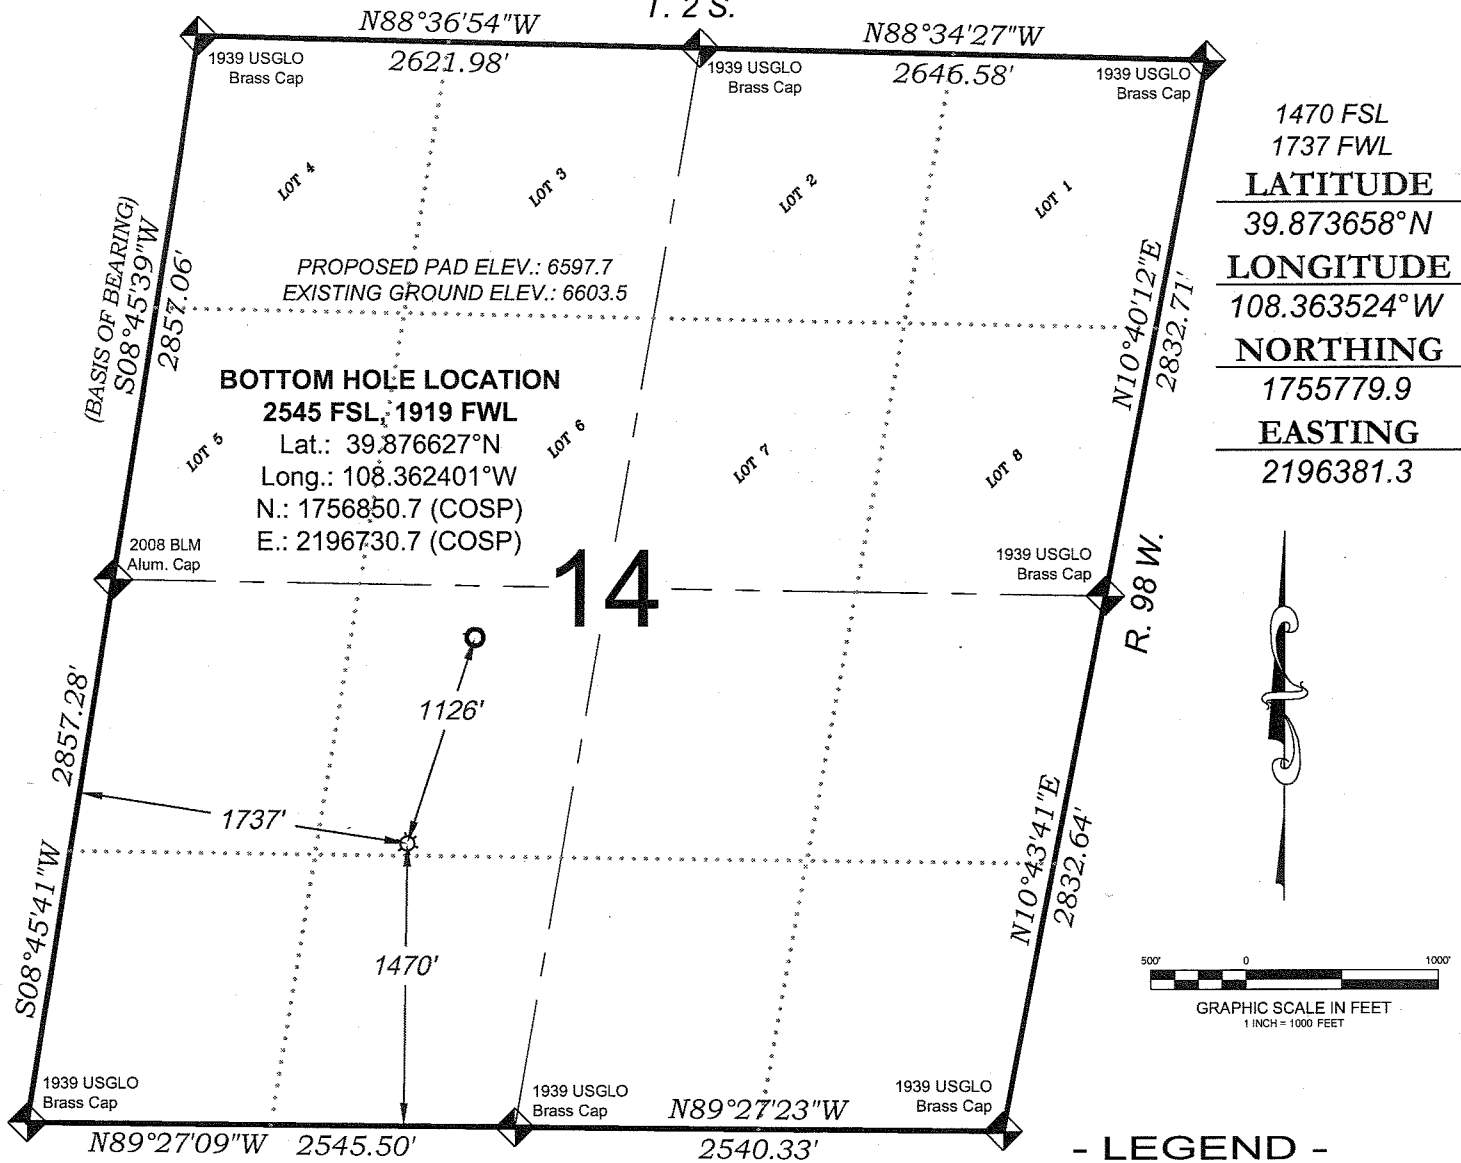 T. 2 S.
N88°36'54"W
2621.98'
N88°34'27"W
2646.58'
1939 USGLO
Brass Cap
1939 USGLO
Brass Cap
1939 USGLO
Brass Cap
1470 FSL
1737 FWL
LATITUDE
39.873658°N
LONGITUDE
108.363524°W
NORTHING
1755779.9
EASTING
2196381.3
LOT 4
LOT 3
LOT 2
LOT 1
(BASIS OF BEARING)
S08°45'39"W
2857.06'
PROPOSED PAD ELEV.: 6597.7
EXISTING GROUND ELEV.: 6603.5
N10°40'12"E
2832.71'
BOTTOM HOLE LOCATION
2545 FSL, 1919 FWL
Lat.: 39.876627°N
Long.: 108.362401°W
N.: 1756850.7 (COSP)
E.: 2196730.7 (COSP)
LOT 5
LOT 6
LOT 7
LOT 8
2008 BLM
Alum. Cap
14
1939 USGLO
Brass Cap
R. 98 W.
2857.28'
S08°45'41"W
1126'
1737'
1470'
N10°43'41"E
2832.64'
500'
0
1000'
GRAPHIC SCALE IN FEET
1 INCH = 1000 FEET
1939 USGLO
Brass Cap
1939 USGLO
Brass Cap
1939 USGLO
Brass Cap
N89°27'09"W
2545.50'
N89°27'23"W
2540.33'
- LEGEND -